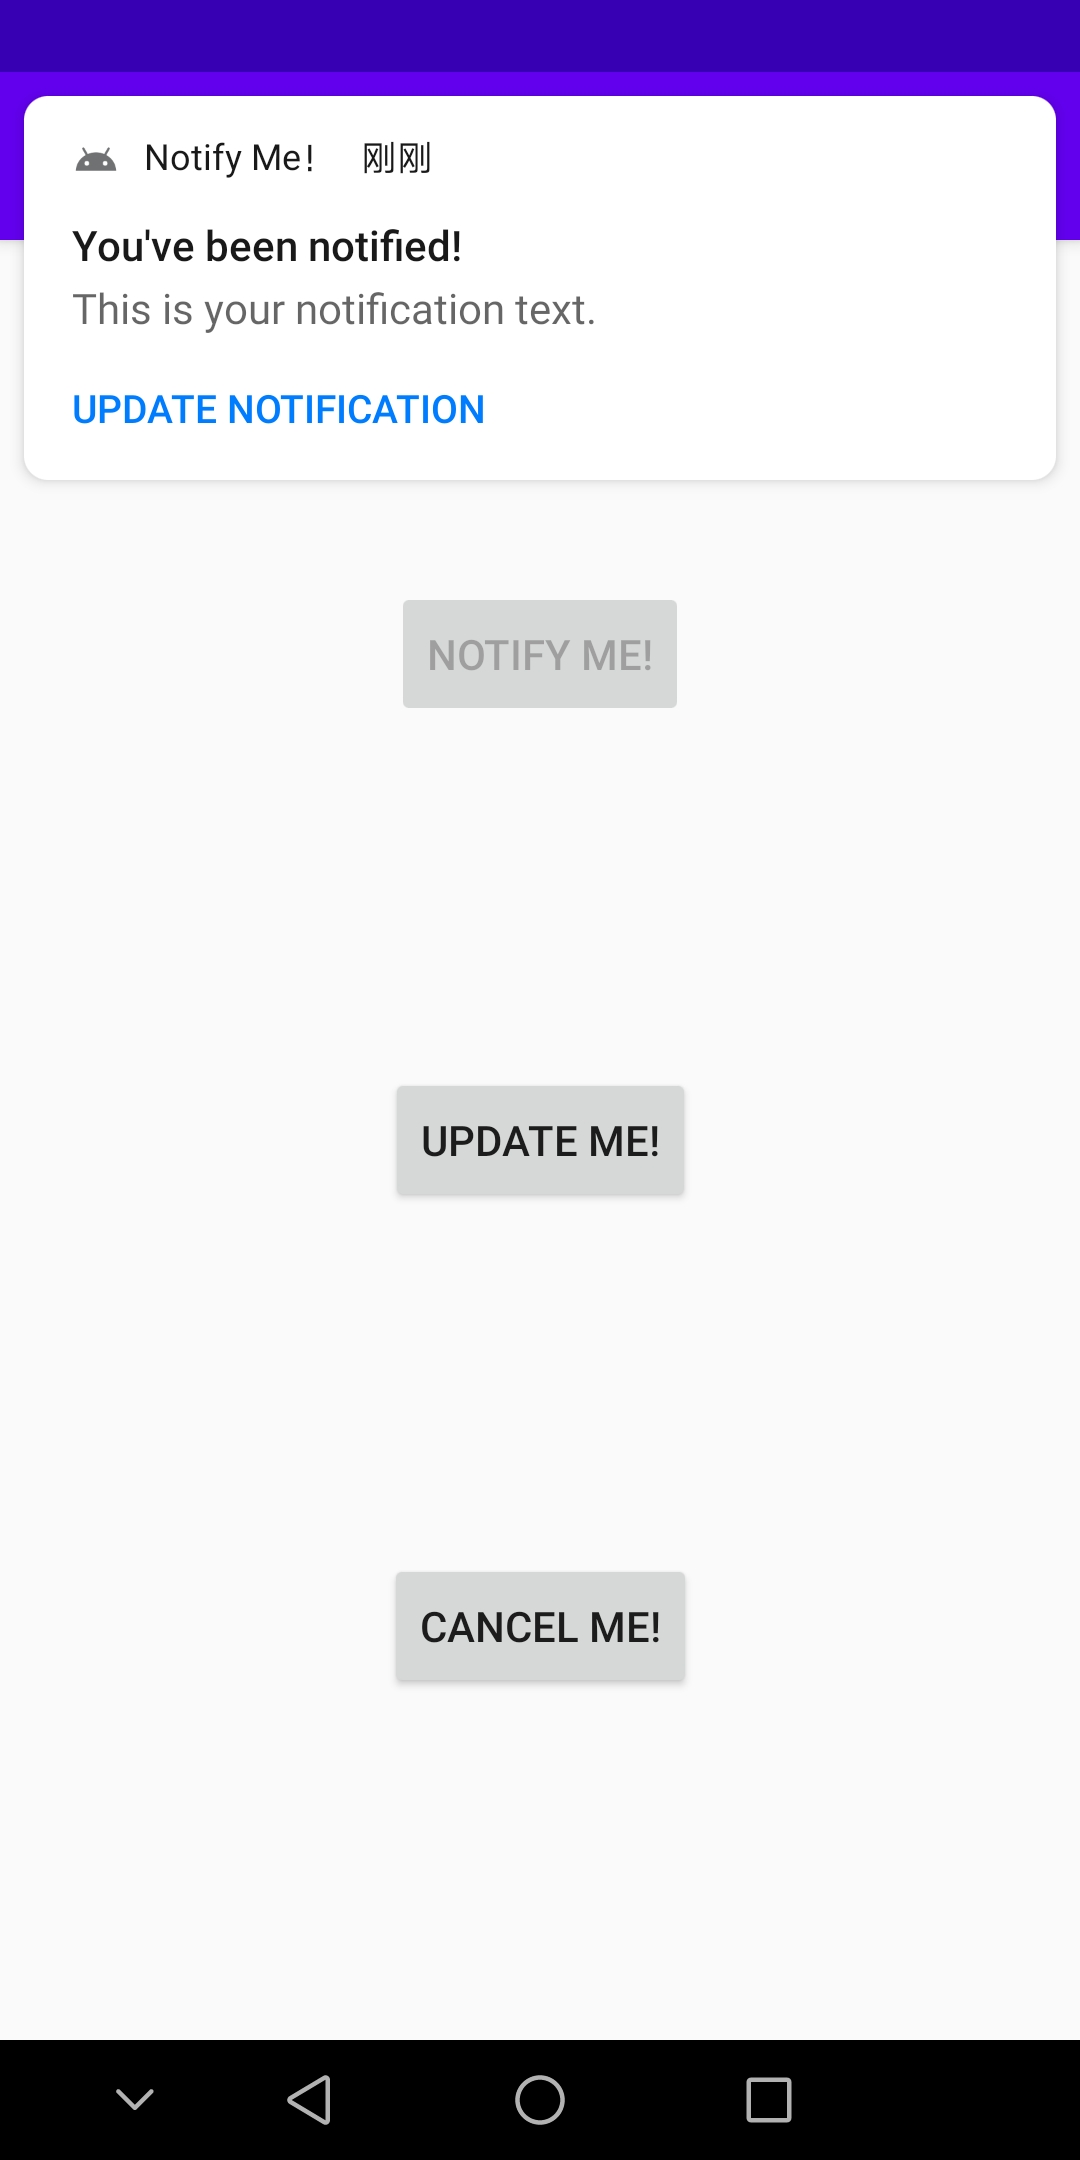 Notify Me! 刚刚
You've been notified!
This is your notification text.
UPDATE NOTIFICATION
NOTIFY ME!
UPDATE ME!
CANCEL ME!